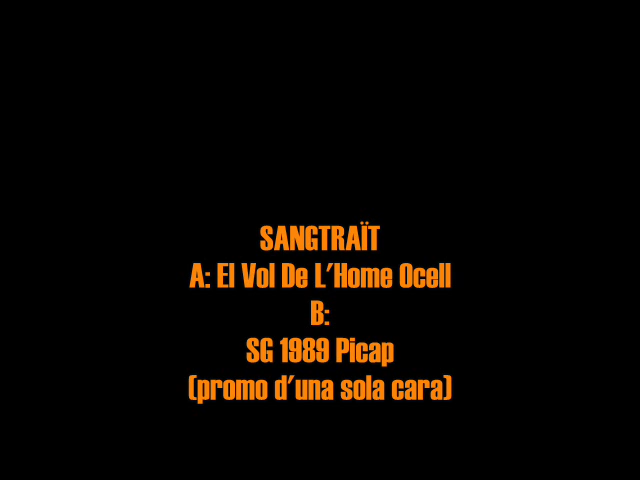 SANGTRAÏT
A: El Vol De L'Home Ocell
B:
SG 1989 Picap
(promo d'una sola cara)